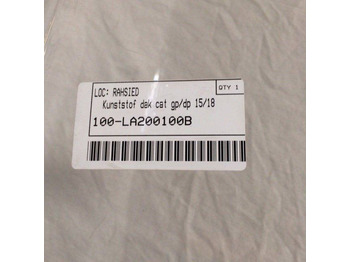 LOC: RAHSIED
QTY 1
Kunststof dak cat gp/dp 15/18
100-LA200100B